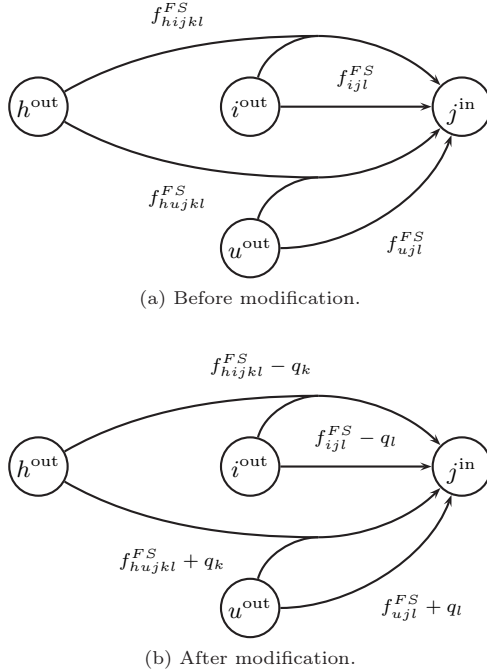 f^{FS}_{hijkl}
f^{FS}_{ijl}
h^{out} i^{out} j^{in}
f^{FS}_{hujkl}
u^{out} f^{FS}_{ujl}
(a) Before modification.
f^{FS}_{hijkl} − q_k
f^{FS}_{ijl} − q_l
h^{out} i^{out} j^{in}
f^{FS}_{hujkl} + q_k
u^{out} f^{FS}_{ujl} + q_l
(b) After modification.